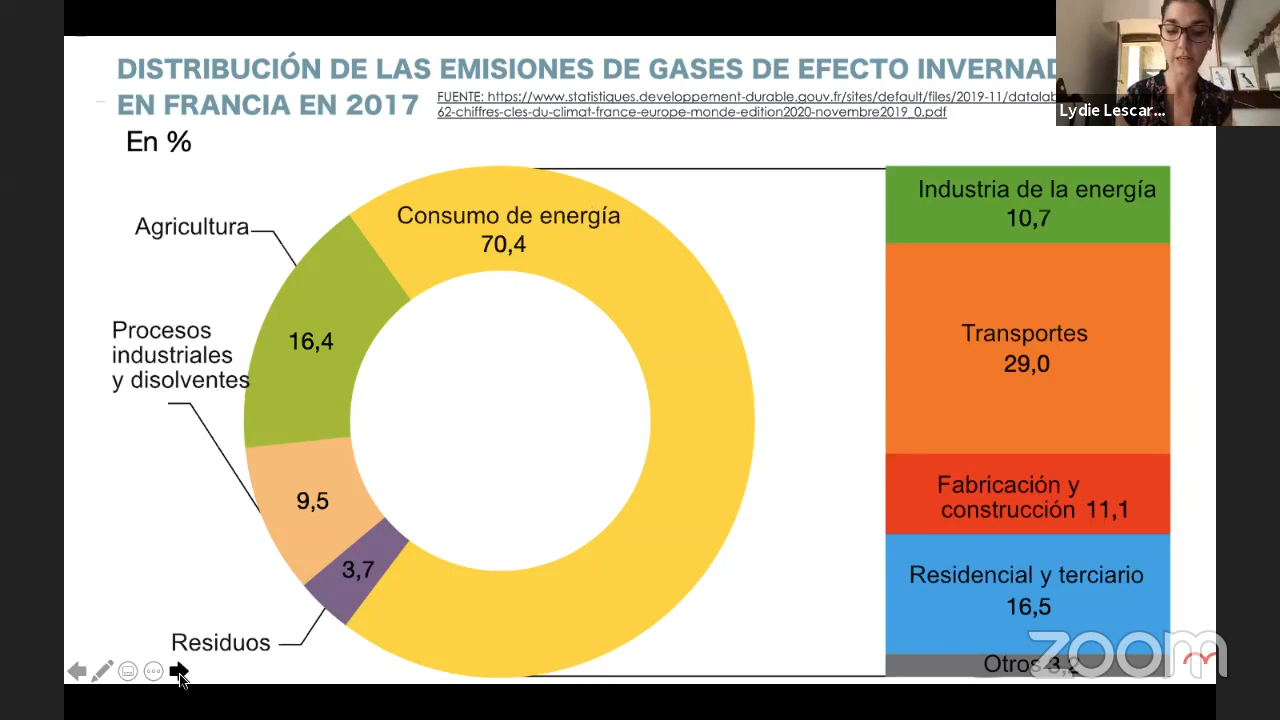 DISTRIBUCIÓN DE LAS EMISIONES DE GASES DE EFECTO
EN FRANCIA EN 2017
FUENTE: https://www.statistiques.developpement-durable.gouv.fr/sites/default/files/2019-11/datalab
62-chiffres-cles-du-climat-france-europe-monde-edition2020-novembre2019_0.pdf
Lydie Lescar...
En %
Agricultura
Consumo de energía
70,4
Industria de la energía
10,7
Procesos
industriales
y disolventes
16,4
Transportes
29,0
9,5
Fabricación y
construcción 11,1
3,7
Residencial y terciario
16,5
Residuos
Otros 3,2
zoom